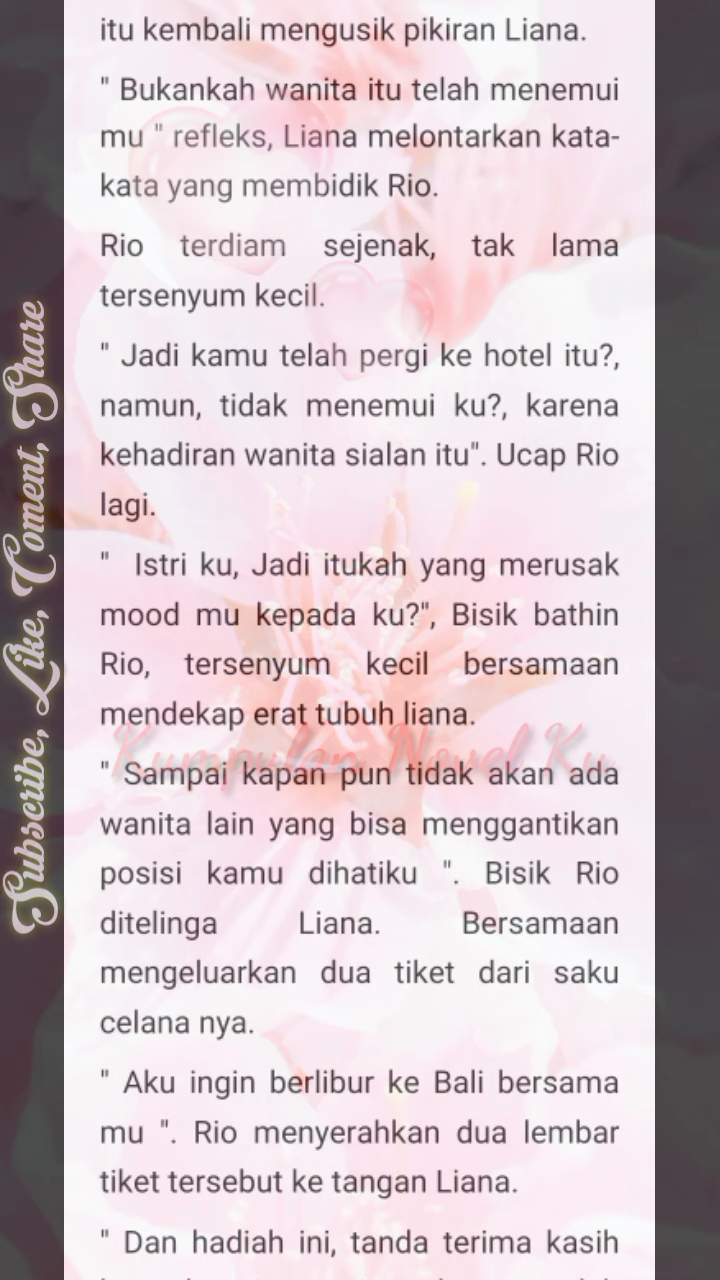 itu kembali mengusik pikiran Liana.
" Bukankah wanita itu telah menemui
mu " refleks, Liana melontarkan kata-
kata yang membidik Rio.
Rio terdiam sejenak, tak lama
tersenyum kecil.
" Jadi kamu telah pergi ke hotel itu?,
namun, tidak menemui ku?, karena
kehadiran wanita sialan itu". Ucap Rio
lagi.
" Istri ku, Jadi itukah yang merusak
mood mu kepada ku?", Bisik bathin
Rio, tersenyum kecil bersamaan
mendekap erat tubuh liana.
Kumpulan Novel Ku
" Sampai kapan pun tidak akan ada
wanita lain yang bisa menggantikan
posisi kamu dihatiku ". Bisik Rio
ditelinga Liana. Bersamaan
mengeluarkan dua tiket dari saku
celana nya.
" Aku ingin berlibur ke Bali bersama
mu ". Rio menyerahkan dua lembar
tiket tersebut ke tangan Liana.
" Dan hadiah ini, tanda terima kasih
Subscribe, Like, Coment, Share